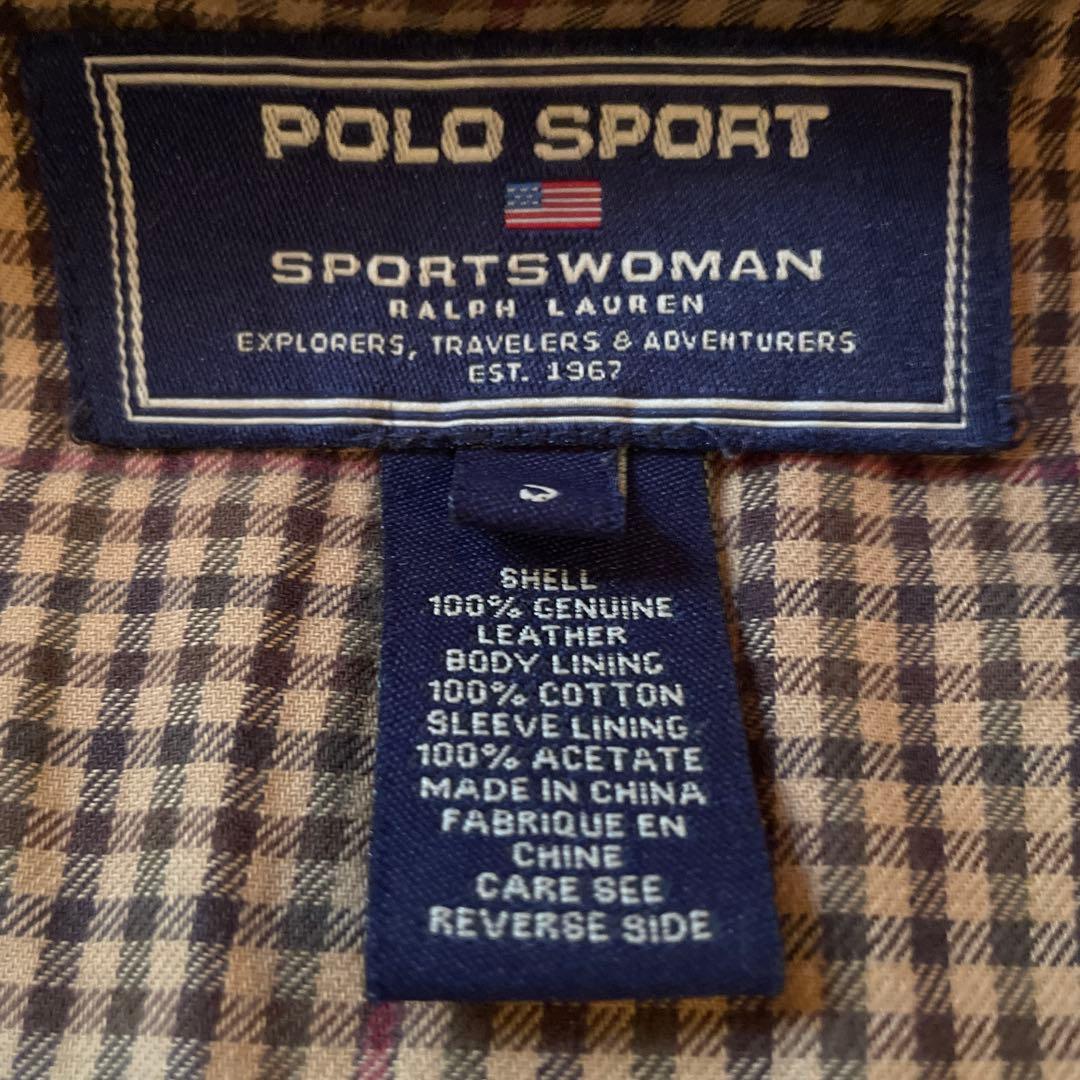 POLO SPORT
SPORTSWOMAN
RALPH LAUREN
EXPLORERS, TRAVELERS & ADVENTURERS
EST. 1967
SHELL
100% GENUINE
LEATHER
BODY LINING
100% COTTON
SLEEVE LINING
100% ACETATE
MADE IN CHINA
FABRIQUE EN
CHINE
CARE SEE
REVERSE SIDE